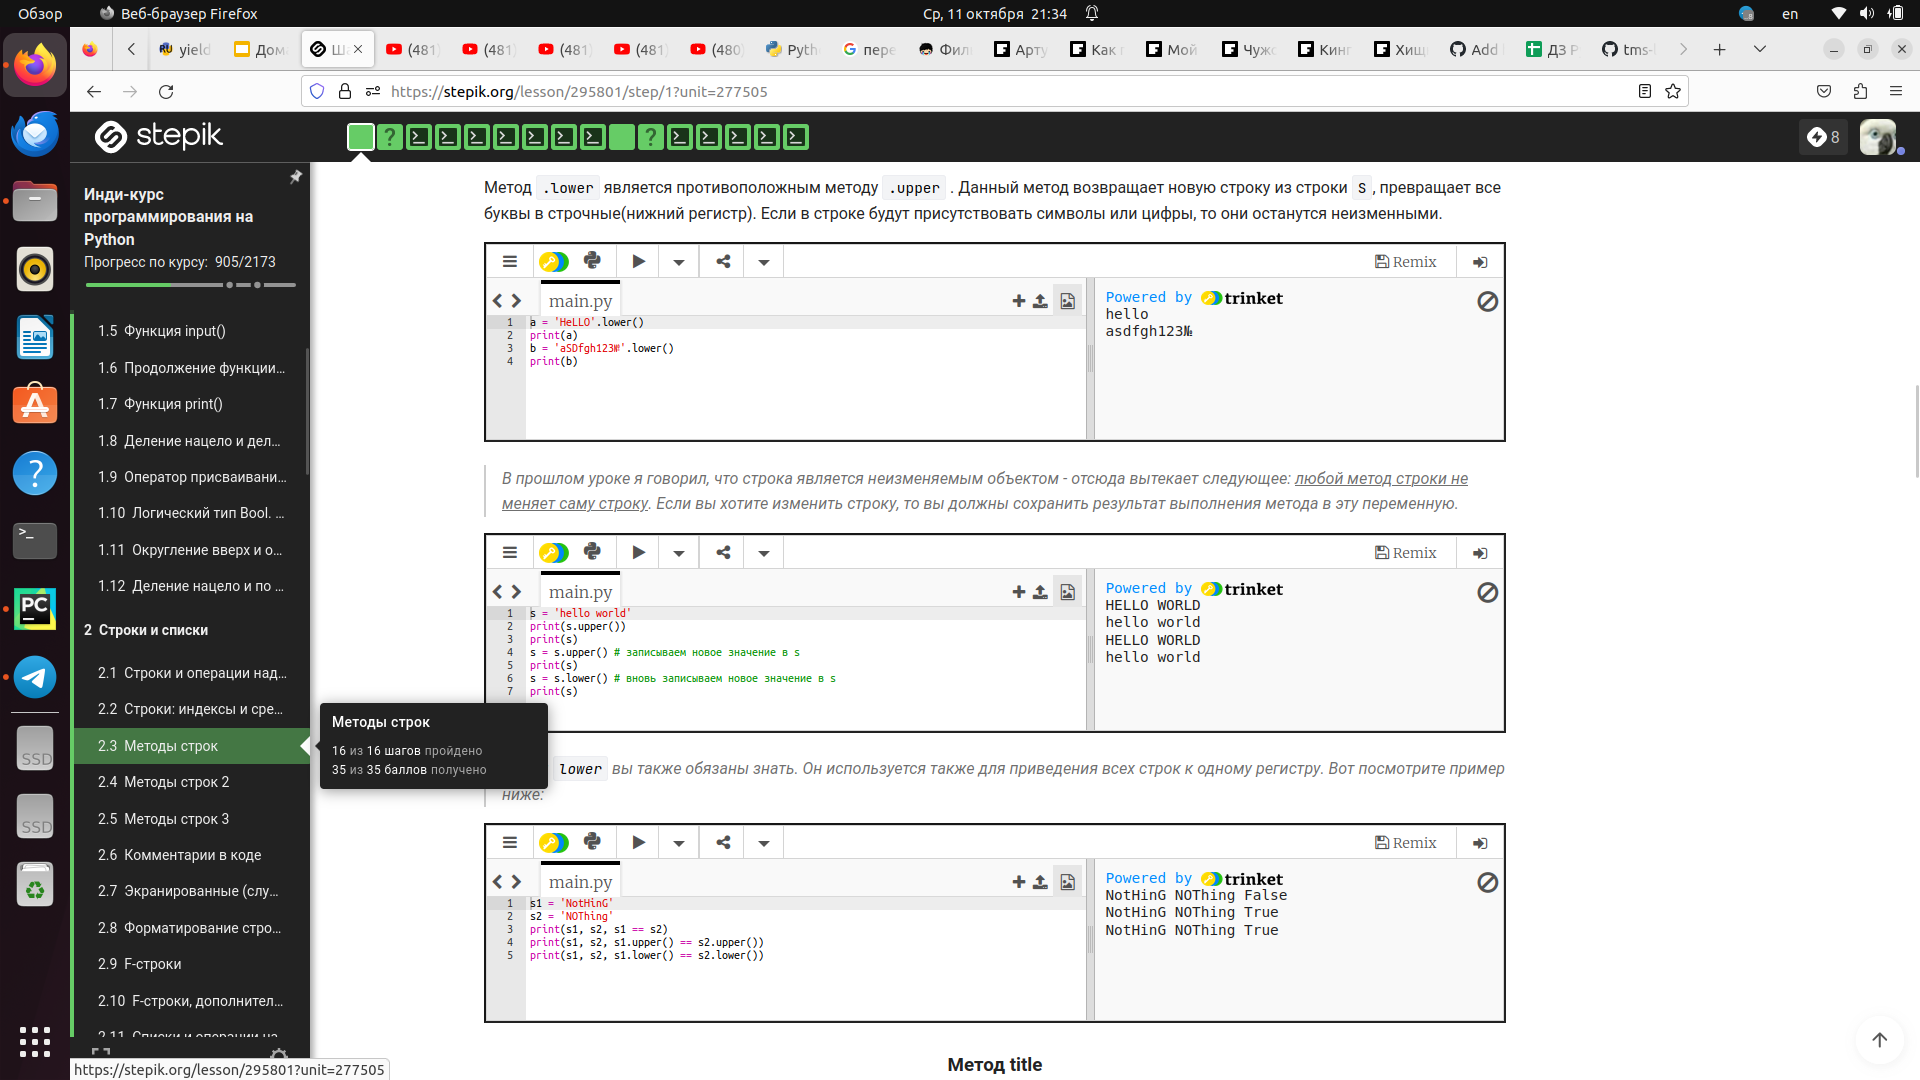 Обзор
Веб-браузер Firefox
Ср, 11 октября 21:34
en
yield
Дома
(481)
(481)
(481)
(481)
(480)
Арту
Мой
Кинг
Хищ
Add
ДЗ P
tms-
https://stepik.org/lesson/295801/step/1?unit=277505
stepik
8
Инди-курс
программирования на
Python
Прогресс по курсу: 905/2173
1.5 Функция input()
1.6 Продолжение функции…
1.7 Функция print()
1.8 Деление нацело и дел…
1.9 Оператор присваивани…
1.10 Логический тип Bool. …
1.11 Округление вверх и о…
1.12 Деление нацело и по …
2 Строки и списки
2.1 Строки и операции над…
2.2 Строки: индексы и сре…
2.3 Методы строк
2.4 Методы строк 2
2.5 Методы строк 3
2.6 Комментарии в коде
2.7 Экранированные (слу…
2.8 Форматирование стро…
2.9 F-строки
2.10 F-строки, дополнител…
2.11 Списки и операции на…
Методы строк
16 из 16 шагов пройдено
35 из 35 баллов получено
Метод .lower является противоположным методу .upper . Данный метод возвращает новую строку из строки S , превращает все
буквы в строчные(нижний регистр). Если в строке будут присутствовать символы или цифры, то они останутся неизменными.
Remix
main.py
1 a = 'HeLLO'.lower()
2 print(a)
3 b = 'aSDfgh123№'.lower()
4 print(b)
Powered by trinket
hello
asdfgh123№
В прошлом уроке я говорил, что строка является неизменяемым объектом - отсюда вытекает следующее: любой метод строки не
меняет саму строку. Если вы хотите изменить строку, то вы должны сохранить результат выполнения метода в эту переменную.
Remix
main.py
1 s = 'hello world'
2 print(s.upper())
3 print(s)
4 s = s.upper() # записываем новое значение в s
5 print(s)
6 s = s.lower() # вновь записываем новое значение в s
7 print(s)
Powered by trinket
HELLO WORLD
hello world
HELLO WORLD
hello world
lower вы также обязаны знать. Он используется также для приведения всех строк к одному регистру. Вот посмотрите пример
ниже:
Remix
main.py
1 s1 = 'NotHinG'
2 s2 = 'NOThing'
3 print(s1, s2, s1 == s2)
4 print(s1, s2, s1.upper() == s2.upper())
5 print(s1, s2, s1.lower() == s2.lower())
Powered by trinket
NotHinG NOThing False
NotHinG NOThing True
NotHinG NOThing True
Метод title
https://stepik.org/lesson/295801?unit=277505
SSD
SSD
PC